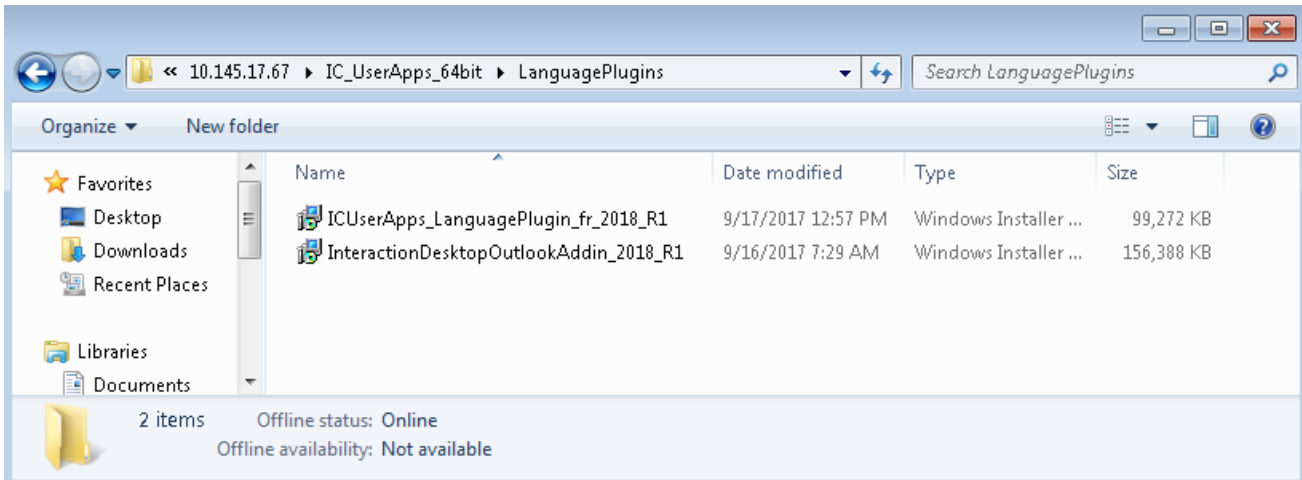 « 10.145.17.67 ▸ IC_UserApps_64bit ▸ LanguagePlugins Search LanguagePlugins
Organize New folder
Favorites
Desktop
Downloads
Recent Places
Libraries
Documents
Name Date modified Type Size
ICUserApps_LanguagePlugin_fr_2018_R1 9/17/2017 12:57 PM Windows Installer ... 99,272 KB
InteractionDesktopOutlookAddin_2018_R1 9/16/2017 7:29 AM Windows Installer ... 156,388 KB
2 items Offline status: Online
Offline availability: Not available